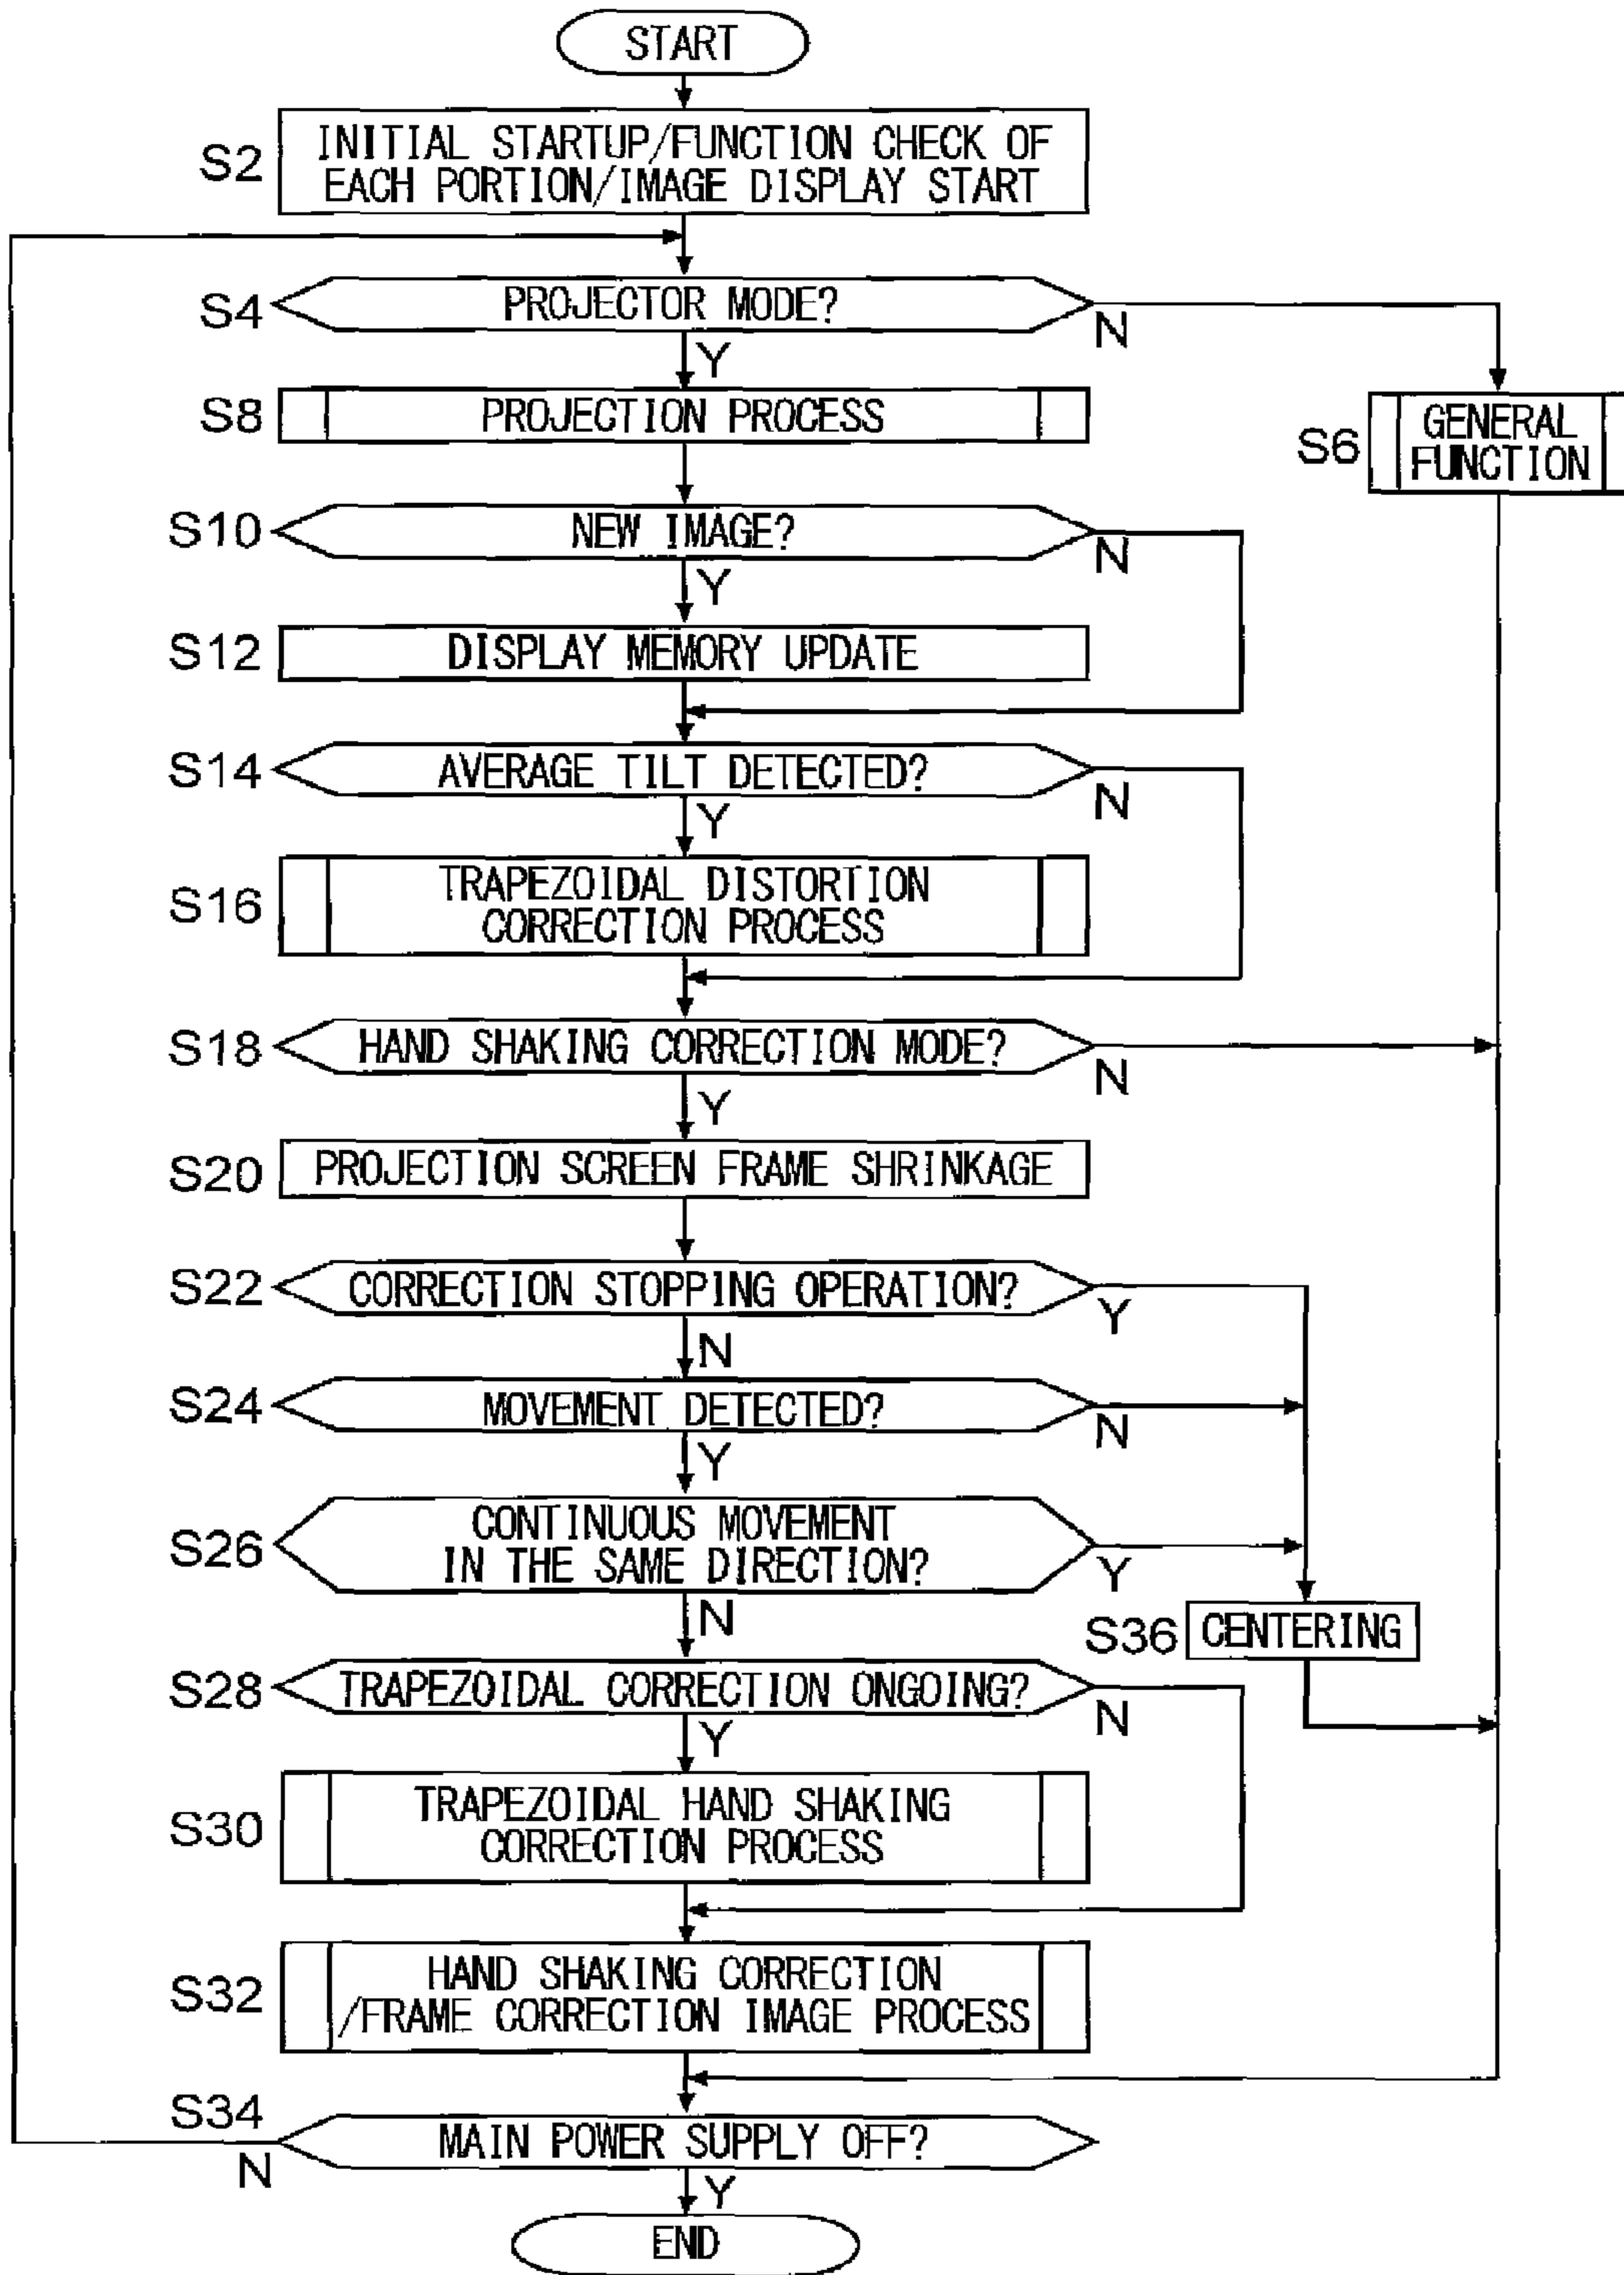 START
S2
INITIAL STARTUP/FUNCTION CHECK OF
EACH PORTION/IMAGE DISPLAY START
S4
PROJECTOR MODE?
N
Y
S8
PROJECTION PROCESS
S6
GENERAL
FUNCTION
S10
NEW IMAGE?
N
Y
S12
DISPLAY MEMORY UPDATE
S14
AVERAGE TILT DETECTED?
N
Y
S16
TRAPEZOIDAL DISTORTION
CORRECTION PROCESS
S18
HAND SHAKING CORRECTION MODE?
N
Y
S20
PROJECTION SCREEN FRAME SHRINKAGE
S22
CORRECTION STOPPING OPERATION?
Y
N
S24
MOVEMENT DETECTED?
N
Y
S26
CONTINUOUS MOVEMENT
IN THE SAME DIRECTION?
Y
N
S36
CENTERING
S28
TRAPEZOIDAL CORRECTION ONGOING?
N
Y
S30
TRAPEZOIDAL HAND SHAKING
CORRECTION PROCESS
S32
HAND SHAKING CORRECTION
/FRAME CORRECTION IMAGE PROCESS
S34
MAIN POWER SUPPLY OFF?
N
Y
END